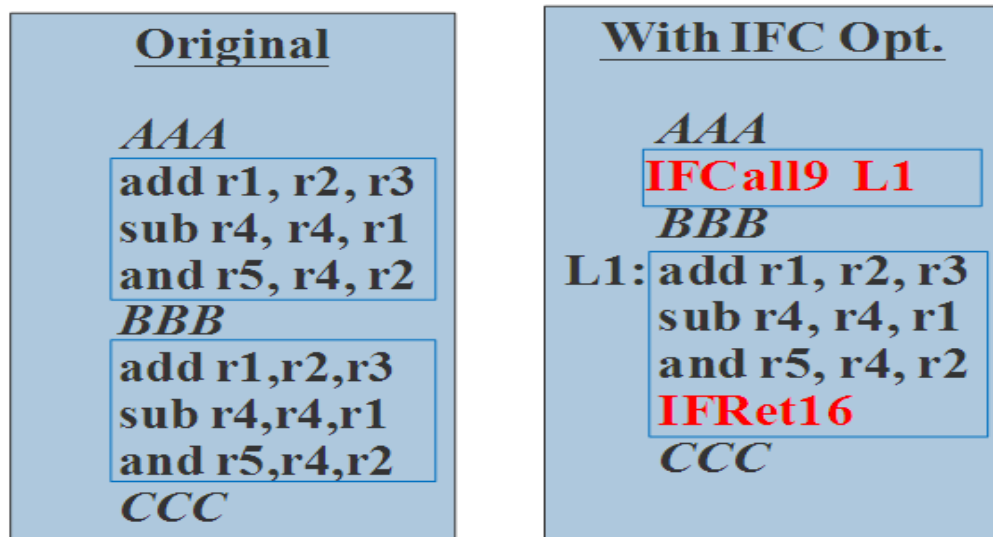 Original
AAA
add r1, r2, r3
sub r4, r4, r1
and r5, r4, r2
BBB
add r1,r2,r3
sub r4,r4,r1
and r5,r4,r2
CCC
With IFC Opt.
AAA
IFCall9 L1
BBB
L1: add r1, r2, r3
sub r4, r4, r1
and r5, r4, r2
IFRet16
CCC